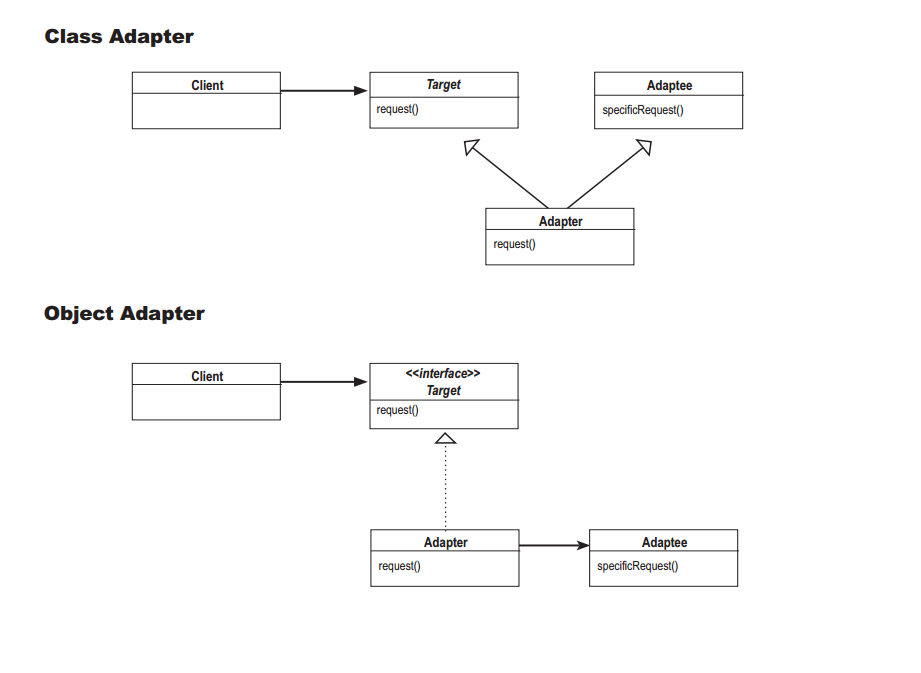 Class Adapter
Client
Target
request()
Adaptee
specificRequest()
Adapter
request()
Object Adapter
Client
<<interface>>
Target
request()
Adapter
request()
Adaptee
specificRequest()